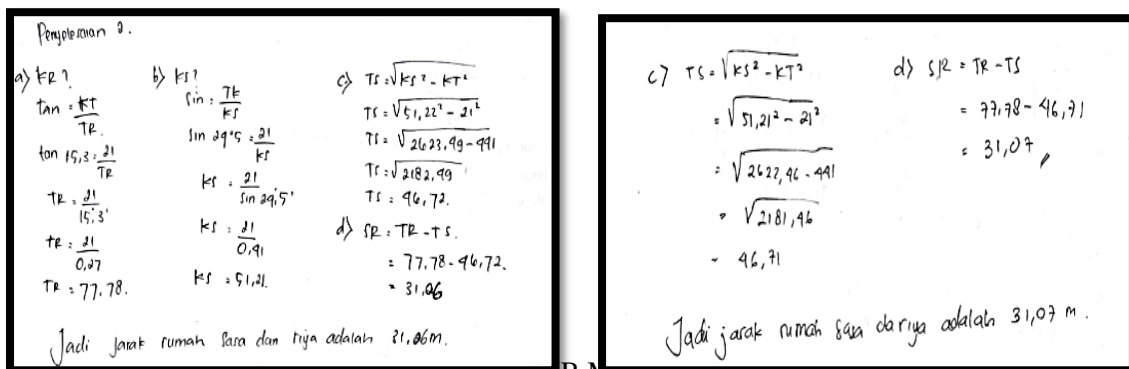 Penyelesaian 2.
a) KR ?
tan = KT/TR
tan 15,3 = 21/TR
TR = 21/15,3'
TR = 21/0,27
TR = 77,78.
b) KS?
sin = TK/KS
Sin 24°5 = 21/KS
KS = 21/Sin 24,5'
KS = 21/0,41
KS = 51,21.
c) TS = √KS² - KT²
TS = √51,22² - 21²
TS = √2623,49 - 441
TS = √2182,49
TS = 46,72.
d) SR = TR - TS.
= 77,78 - 46,72.
= 31,06
Jadi jarak rumah Sara dan riya adalah 31,06m.
c) TS = √KS² - KT²
= √51,21² - 21²
= √2622,46 - 441
= √2181,46
= 46,71
d) SR = TR - TS
= 77,78 - 46,71
= 31,07
Jadi jarak rumah Sara dariya adalah 31,07 m.